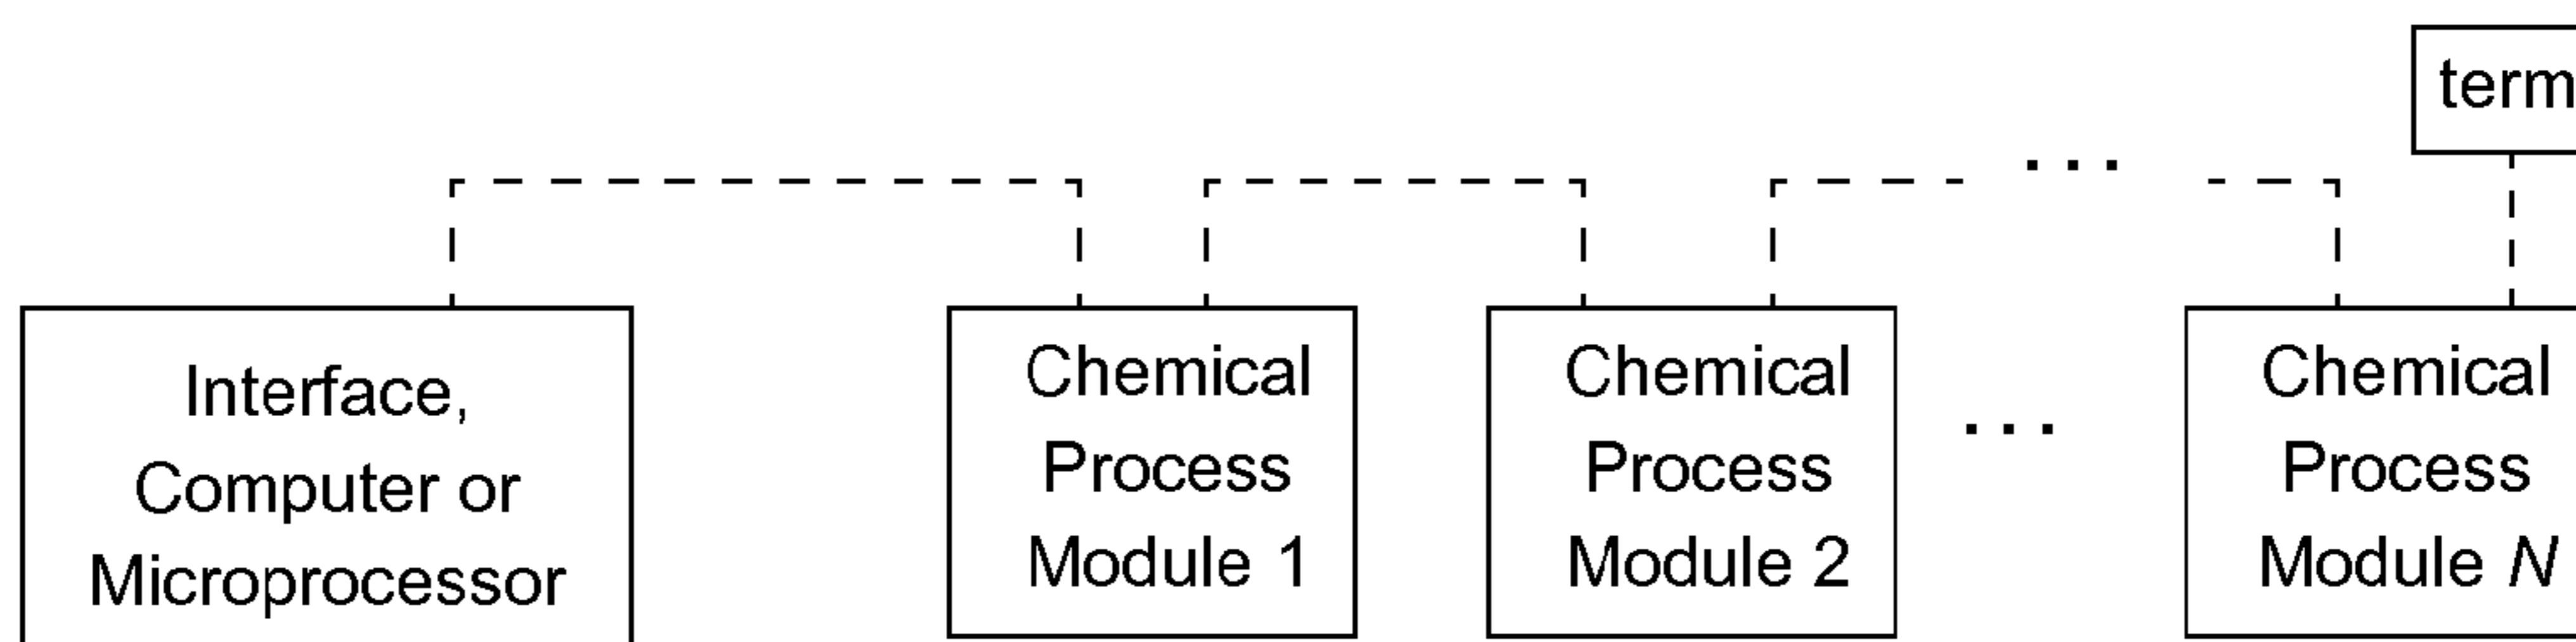 term
...
Interface,
Computer or
Microprocessor
Chemical
Process
Module 1
Chemical
Process
Module 2
...
Chemical
Process
Module N